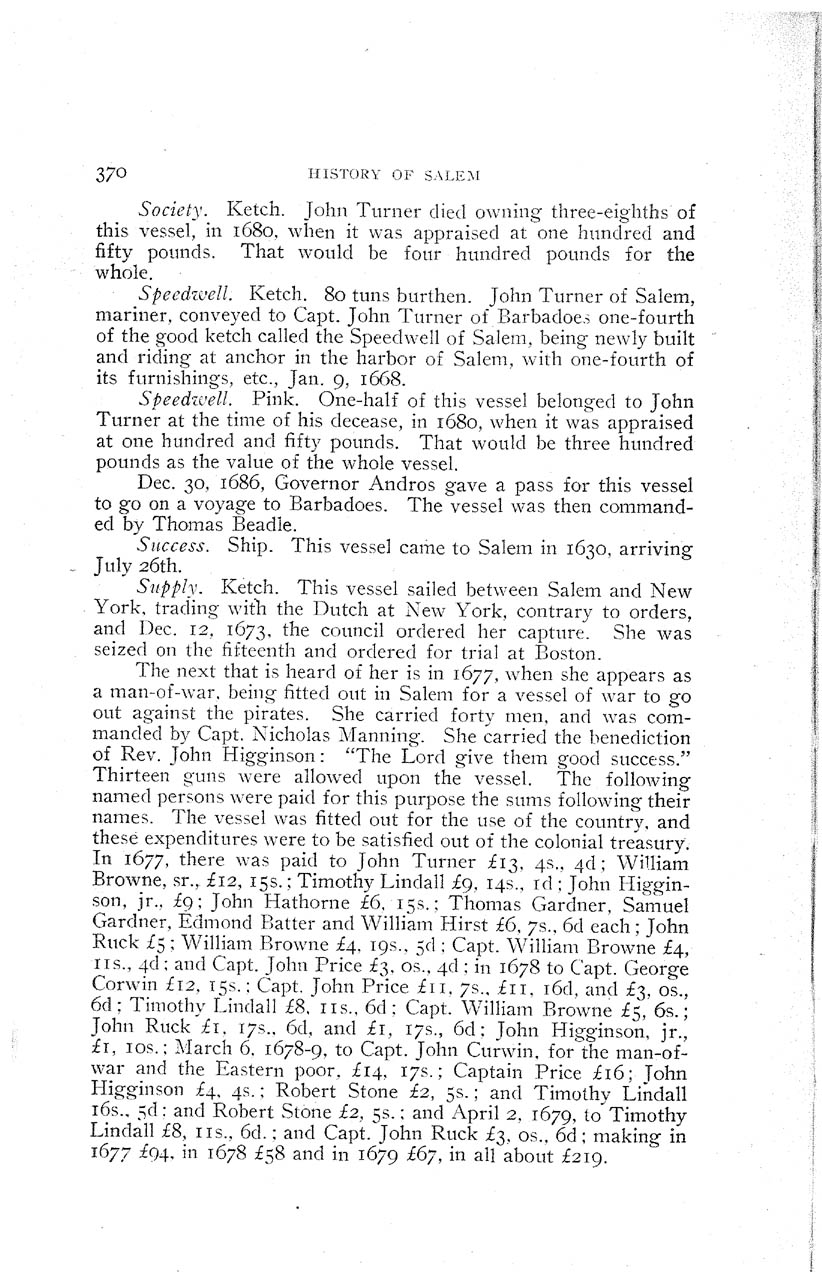 370 HISTORY OF SALEM
Society. Ketch. John Turner died owning three-eighths of
this vessel, in 1680, when it was appraised at one hundred and
fifty pounds. That would be four hundred pounds for the
whole.
Speedwell. Ketch. 80 tuns burthen. John Turner of Salem,
mariner, conveyed to Capt. John Turner of Barbadoes one-fourth
of the good ketch called the Speedwell of Salem, being newly built
and riding at anchor in the harbor of Salem, with one-fourth of
its furnishings, etc., Jan. 9, 1668.
Speedwell. Pink. One-half of this vessel belonged to John
Turner at the time of his decease, in 1680, when it was appraised
at one hundred and fifty pounds. That would be three hundred
pounds as the value of the whole vessel.
Dec. 30, 1686, Governor Andros gave a pass for this vessel
to go on a voyage to Barbadoes. The vessel was then command-
ed by Thomas Beadle.
Success. Ship. This vessel came to Salem in 1630, arriving
July 26th.
Supply. Ketch. This vessel sailed between Salem and New
York, trading with the Dutch at New York, contrary to orders,
and Dec. 12, 1673, the council ordered her capture. She was
seized on the fifteenth and ordered for trial at Boston.
The next that is heard of her is in 1677, when she appears as
a man-of-war, being fitted out in Salem for a vessel of war to go
out against the pirates. She carried forty men, and was com-
manded by Capt. Nicholas Manning. She carried the benediction
of Rev. John Higginson: "The Lord give them good success."
Thirteen guns were allowed upon the vessel. The following
named persons were paid for this purpose the sums following their
names. The vessel was fitted out for the use of the country, and
these expenditures were to be satisfied out of the colonial treasury.
In 1677, there was paid to John Turner £13, 4s., 4d; William
Browne, sr., £12, 15s.; Timothy Lindall £9, 14s., 1d; John Higgin-
son, jr., £9; John Hathorne £6, 15s.; Thomas Gardner, Samuel
Gardner, Edmond Batter and William Hirst £6, 7s., 6d each; John
Ruck £5; William Browne £4, 19s., 5d; Capt. William Browne £4,
11s., 4d; and Capt. John Price £3, 0s., 4d; in 1678 to Capt. George
Corwin £12, 15s.; Capt. John Price £11, 7s., £11, 16d, and £3, 0s.,
6d; Timothy Lindall £8, 11s., 6d; Capt. William Browne £5, 6s.;
John Ruck £1, 17s., 6d, and £1, 17s., 6d; John Higginson, jr.,
£1, 10s.; March 6, 1678-9, to Capt. John Curwin, for the man-of-
war and the Eastern poor, £14, 17s.; Captain Price £16; John
Higginson £4, 4s.; Robert Stone £2, 5s.; and Timothy Lindall
16s., 5d: and Robert Stone £2, 5s.; and April 2, 1679, to Timothy
Lindall £8, 11s., 6d.; and Capt. John Ruck £3, 0s., 6d; making in
1677 £94, in 1678 £58 and in 1679 £67, in all about £219.